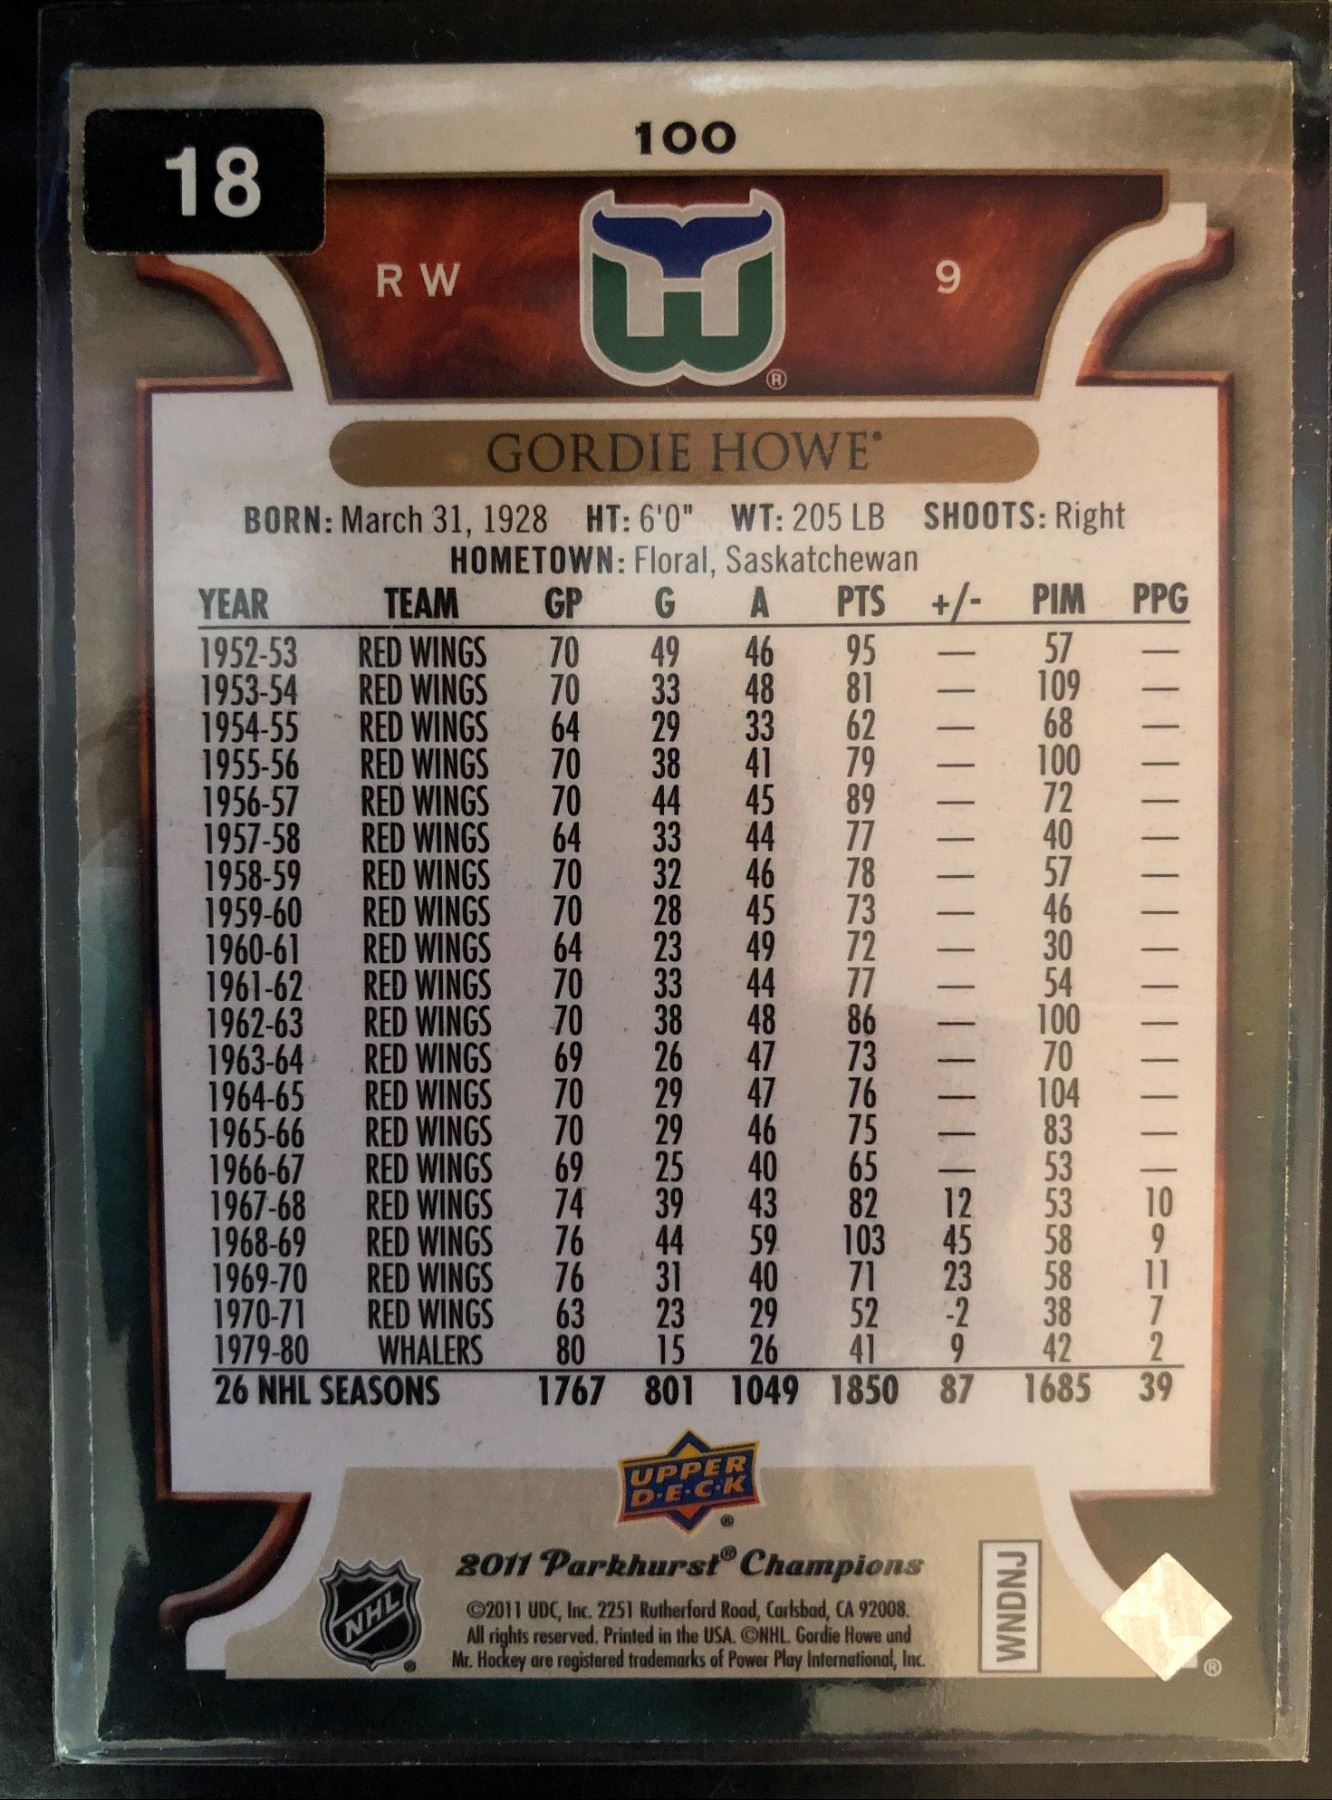 18
100
RW 9
GORDIE HOWE®
BORN: March 31, 1928 HT: 6'0" WT: 205 LB SHOOTS: Right
HOMETOWN: Floral, Saskatchewan
YEAR TEAM GP G A PTS +/- PIM PPG
1952-53 RED WINGS 70 49 46 95 — 57 —
1953-54 RED WINGS 70 33 48 81 — 109 —
1954-55 RED WINGS 64 29 33 62 — 68 —
1955-56 RED WINGS 70 38 41 79 — 100 —
1956-57 RED WINGS 70 44 45 89 — 72 —
1957-58 RED WINGS 64 33 44 77 — 40 —
1958-59 RED WINGS 70 32 46 78 — 57 —
1959-60 RED WINGS 70 28 45 73 — 46 —
1960-61 RED WINGS 64 23 49 72 — 30 —
1961-62 RED WINGS 70 33 44 77 — 54 —
1962-63 RED WINGS 70 38 48 86 — 100 —
1963-64 RED WINGS 69 26 47 73 — 70 —
1964-65 RED WINGS 70 29 47 76 — 104 —
1965-66 RED WINGS 70 29 46 75 — 83 —
1966-67 RED WINGS 69 25 40 65 — 53 —
1967-68 RED WINGS 74 39 43 82 12 53 10
1968-69 RED WINGS 76 44 59 103 45 58 9
1969-70 RED WINGS 76 31 40 71 23 58 11
1970-71 RED WINGS 63 23 29 52 -2 38 7
1979-80 WHALERS 80 15 26 41 9 42 2
26 NHL SEASONS 1767 801 1049 1850 87 1685 39
UPPER
D·E·C·K
®
2011 Parkhurst® Champions
©2011 UDC, Inc. 2251 Rutherford Road, Carlsbad, CA 92008.
All rights reserved. Printed in the USA. ©NHL. Gordie Howe and
Mr. Hockey are registered trademarks of Power Play International, Inc.
NHL
®
WNDNJ
®